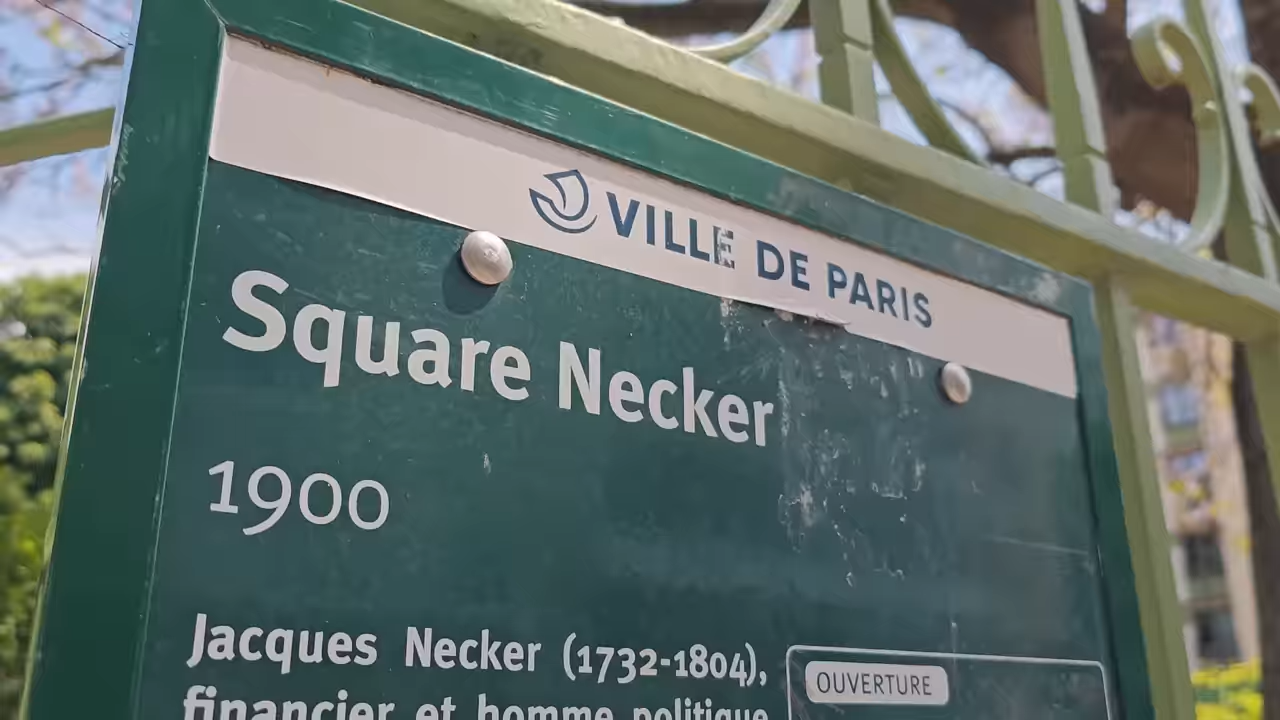 VILLE DE PARIS
Square Necker
1900
Jacques Necker (1732-1804),
financier et homme politique
OUVERTURE